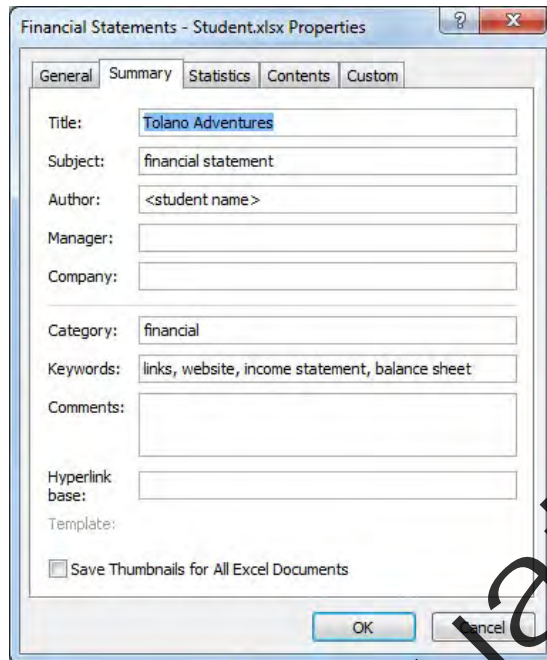 Financial Statements - Student.xlsx Properties
General Summary Statistics Contents Custom
Title: Tolano Adventures
Subject: financial statement
Author: <student name>
Manager:
Company:
Category: financial
Keywords: links, website, income statement, balance sheet
Comments:
Hyperlink
base:
Template:
Save Thumbnails for All Excel Documents
OK Cancel